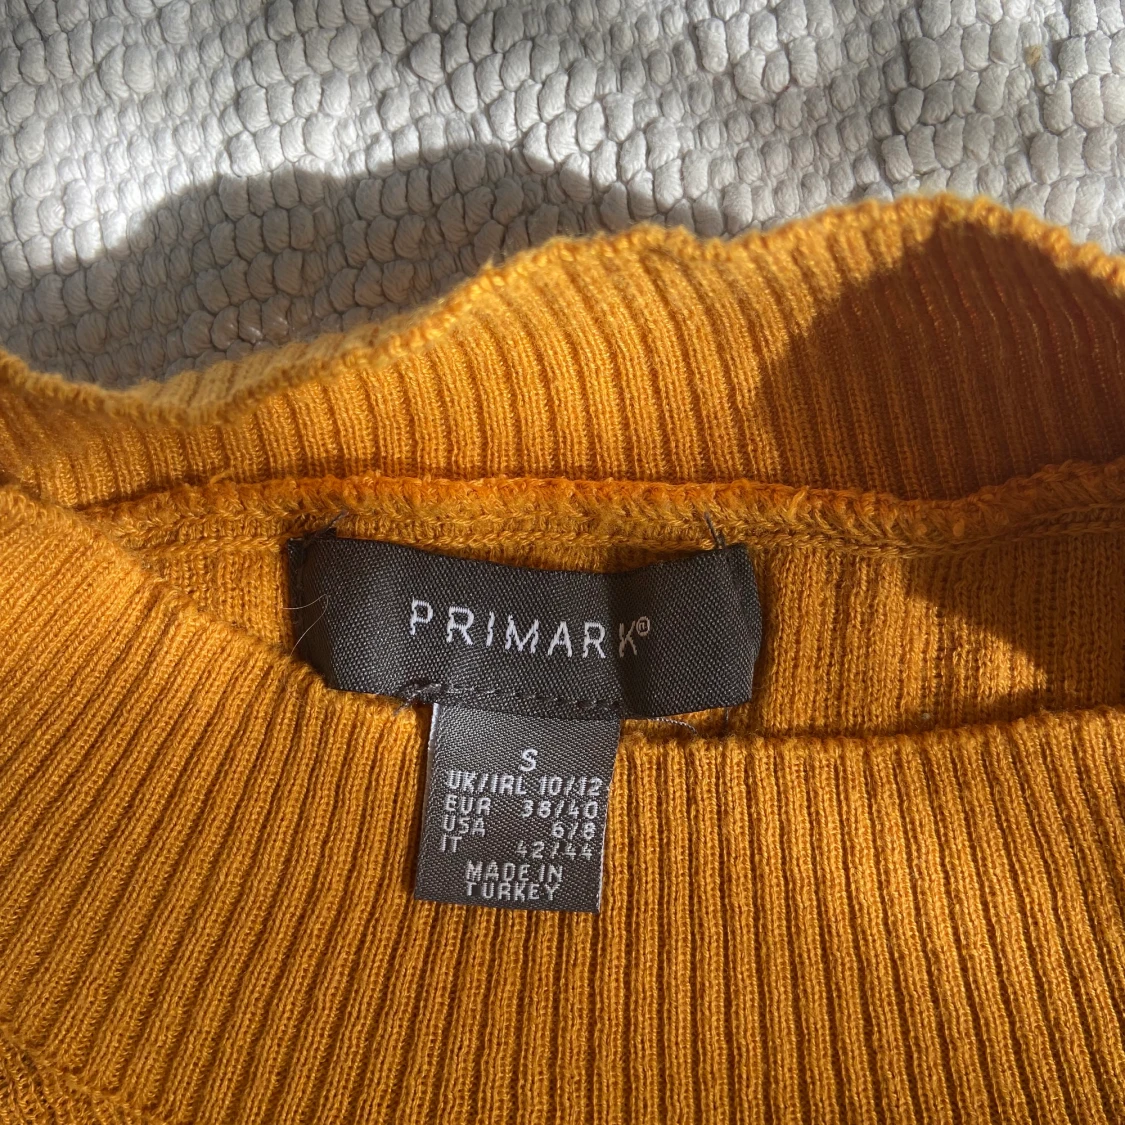 PRIMARK®
S
UK/IRL 10/12
EUR 38/40
USA 6/8
IT 42/44
MADE IN
TURKEY